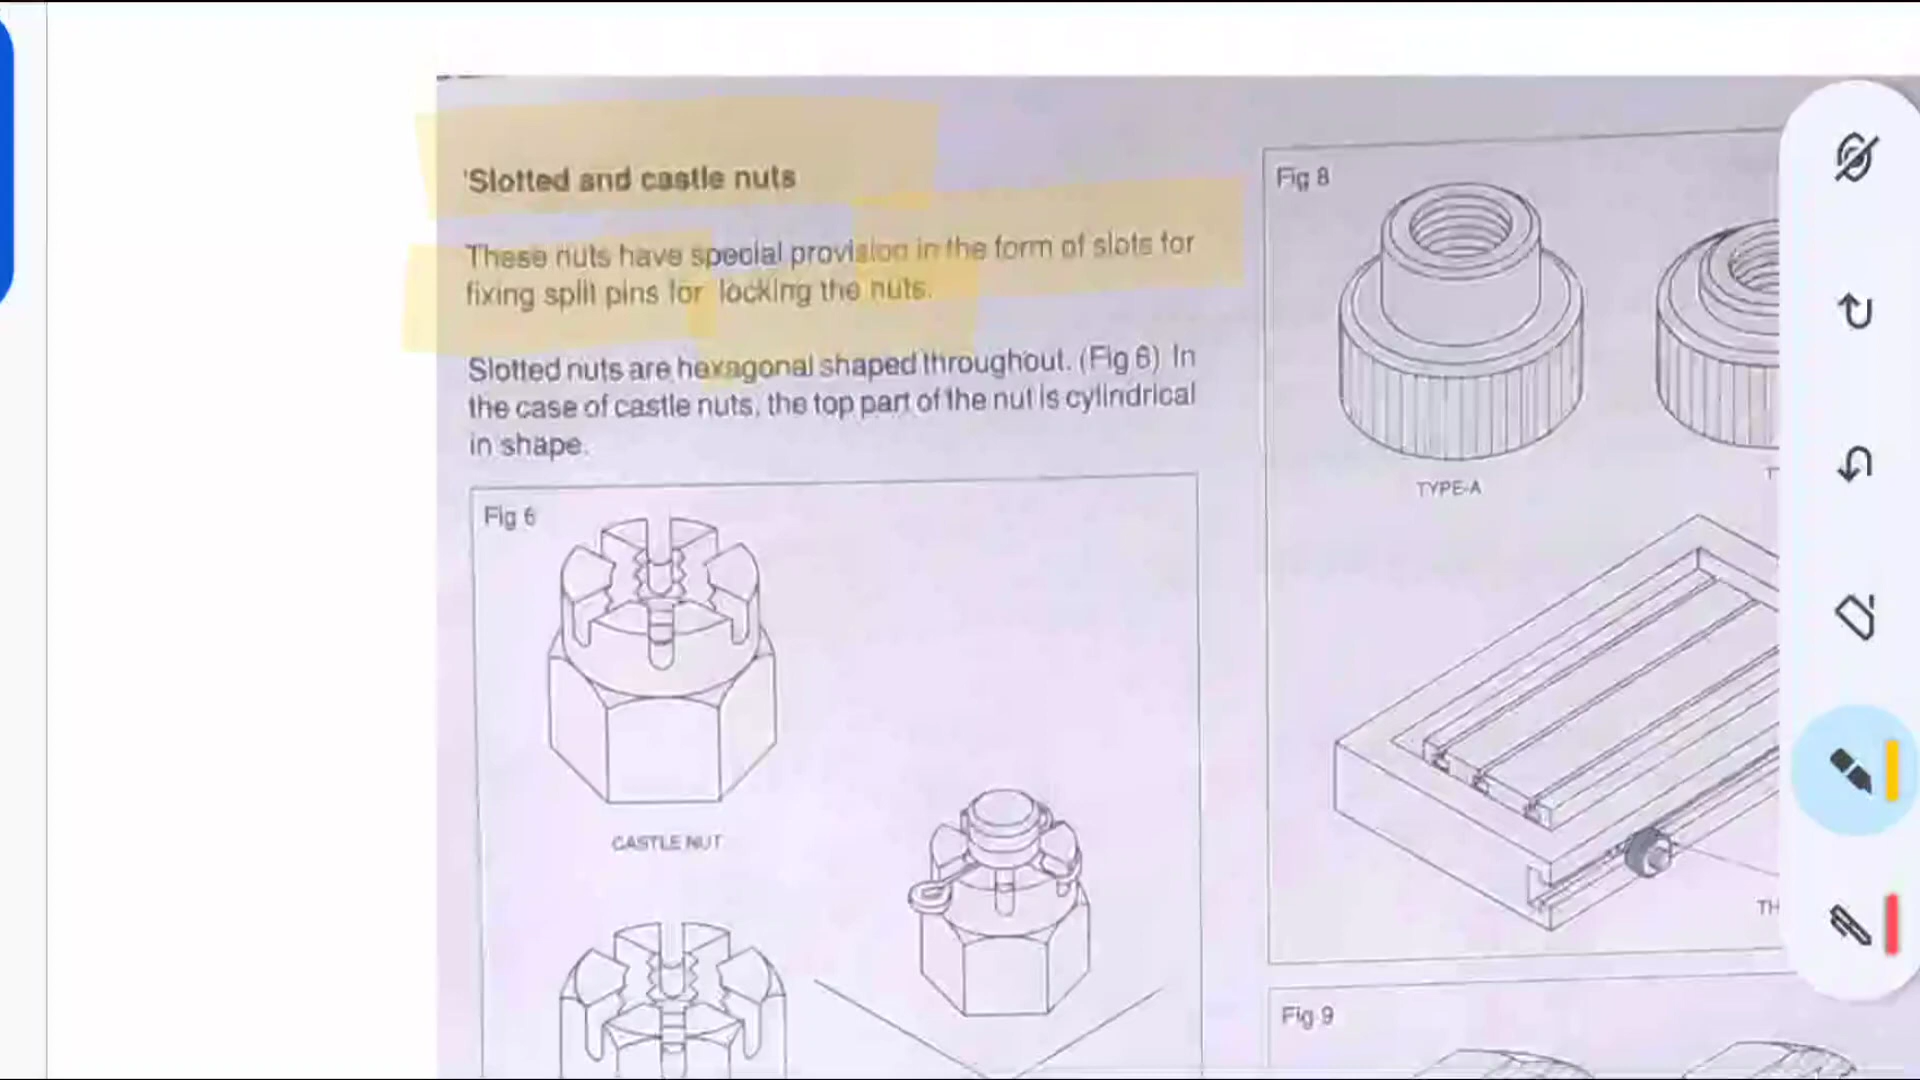 'Slotted and castle nuts
These nuts have special provision in the form of slots for
fixing split pins for locking the nuts.
Slotted nuts are hexagonal shaped throughout. (Fig 6) In
the case of castle nuts, the top part of the nut is cylindrical
in shape.
Fig 6
CASTLE NUT
Fig 8
TYPE-A
T
TH
Fig 9